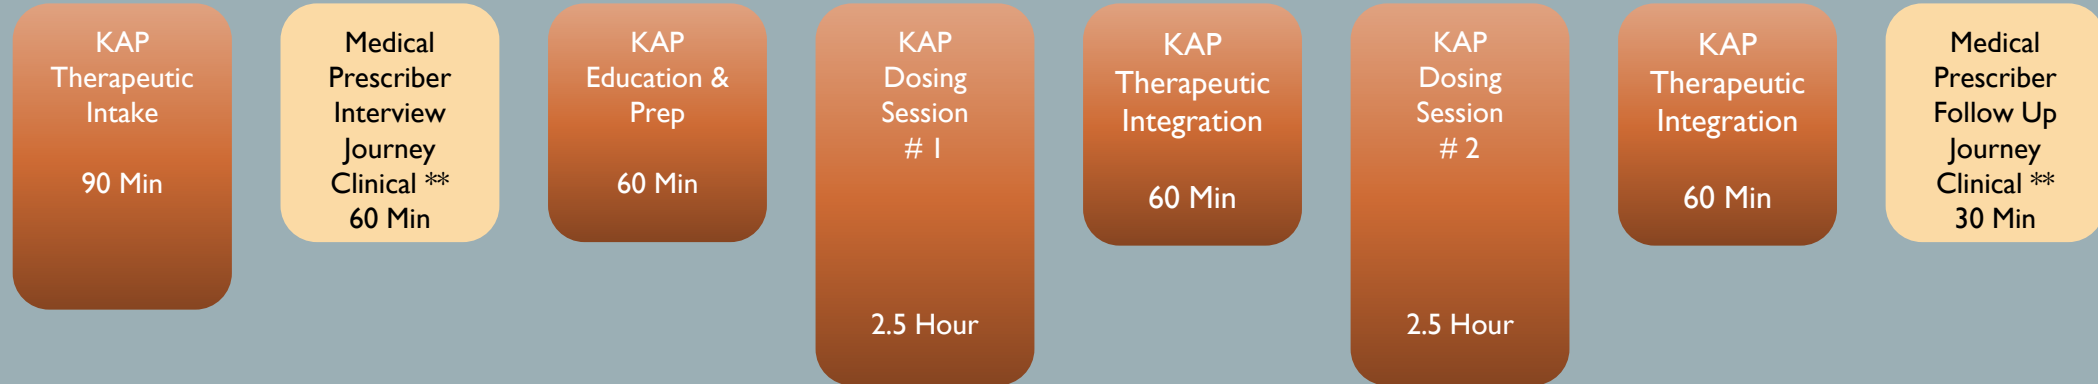 KAP
Therapeutic
Intake
90 Min
Medical
Prescriber
Interview
Journey
Clinical **
60 Min
KAP
Education &
Prep
60 Min
KAP
Dosing
Session
# 1
2.5 Hour
KAP
Therapeutic
Integration
60 Min
KAP
Dosing
Session
# 2
2.5 Hour
KAP
Therapeutic
Integration
60 Min
Medical
Prescriber
Follow Up
Journey
Clinical **
30 Min